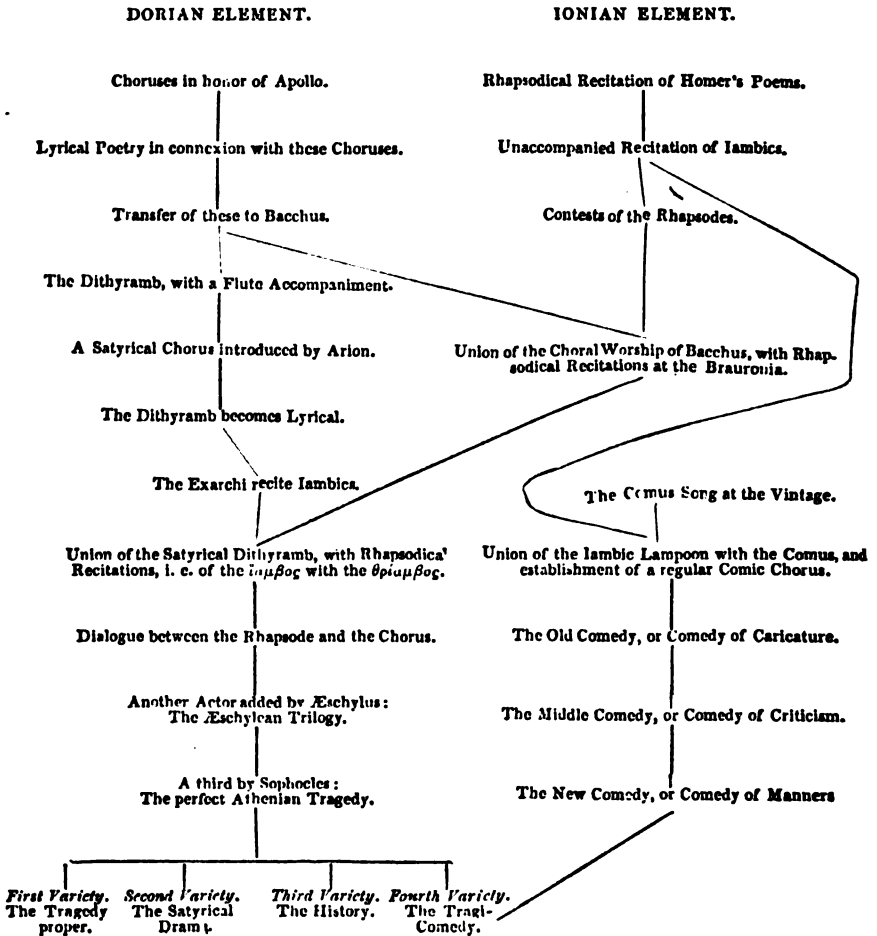 DORIAN ELEMENT.
Choruses in honor of Apollo.
Lyrical Poetry in connexion with these Choruses.
Transfer of these to Bacchus.
The Dithyramb, with a Flute Accompaniment.
A Satyrical Chorus introduced by Arion.
The Dithyramb becomes Lyrical.
The Exarchi recite Iambics.
Union of the Satyrical Dithyramb, with Rhapsodical
Recitations, i. e. of the ἴαμβος with the θρίαμβος.
Dialogue between the Rhapsode and the Chorus.
Another Actor added by Æschylus:
The Æschylean Trilogy.
A third by Sophocles:
The perfect Athenian Tragedy.
First Variety.
The Tragedy
proper.
Second Variety.
The Satyrical
Drama.
Third Variety.
The History.
Fourth Variety.
The Tragi-
Comedy.
IONIAN ELEMENT.
Rhapsodical Recitation of Homer's Poems.
Unaccompanied Recitation of Iambics.
Contests of the Rhapsodes.
Union of the Choral Worship of Bacchus, with Rhap-
sodical Recitations at the Brauronia.
The Comus Song at the Vintage.
Union of the Iambic Lampoon with the Comus, and
establishment of a regular Comic Chorus.
The Old Comedy, or Comedy of Caricature.
The Middle Comedy, or Comedy of Criticism.
The New Comedy, or Comedy of Manners